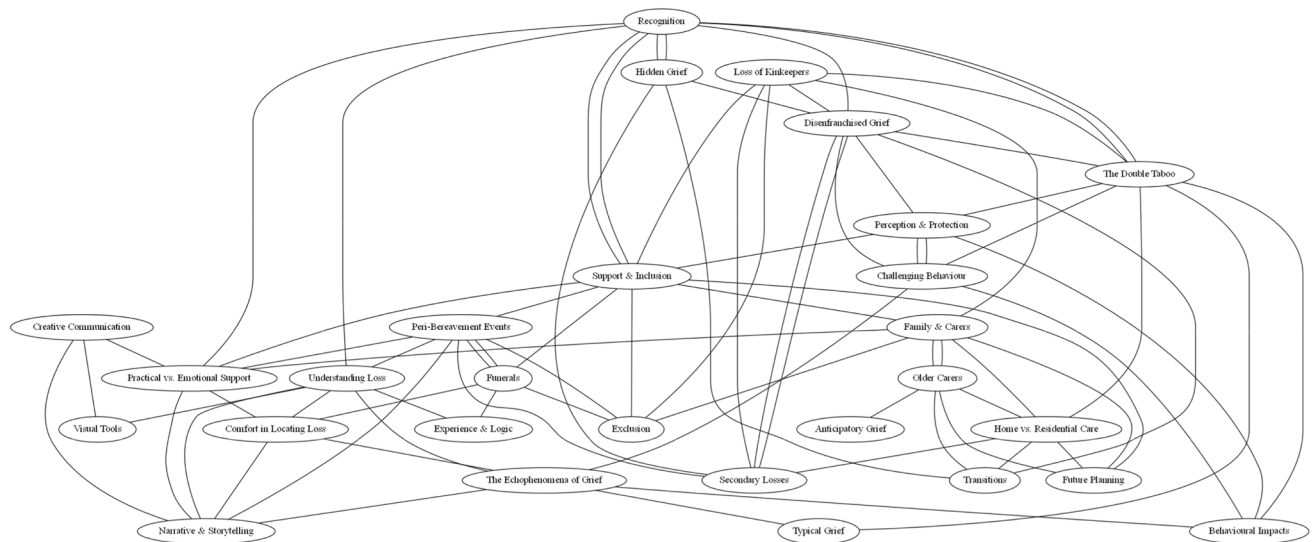 Recognition
Hidden Grief
Loss of Kinkeepers
Disenfranchised Grief
The Double Taboo
Perception & Protection
Support & Inclusion
Challenging Behaviour
Creative Communication
Peri-Bereavement Events
Family & Carers
Practical vs. Emotional Support
Understanding Loss
Funerals
Older Carers
Visual Tools
Comfort in Locating Loss
Experience & Logic
Exclusion
Anticipatory Grief
Home vs. Residential Care
The Echophenomena of Grief
Secondary Losses
Transitions
Future Planning
Narrative & Storytelling
Typical Grief
Behavioural Impacts